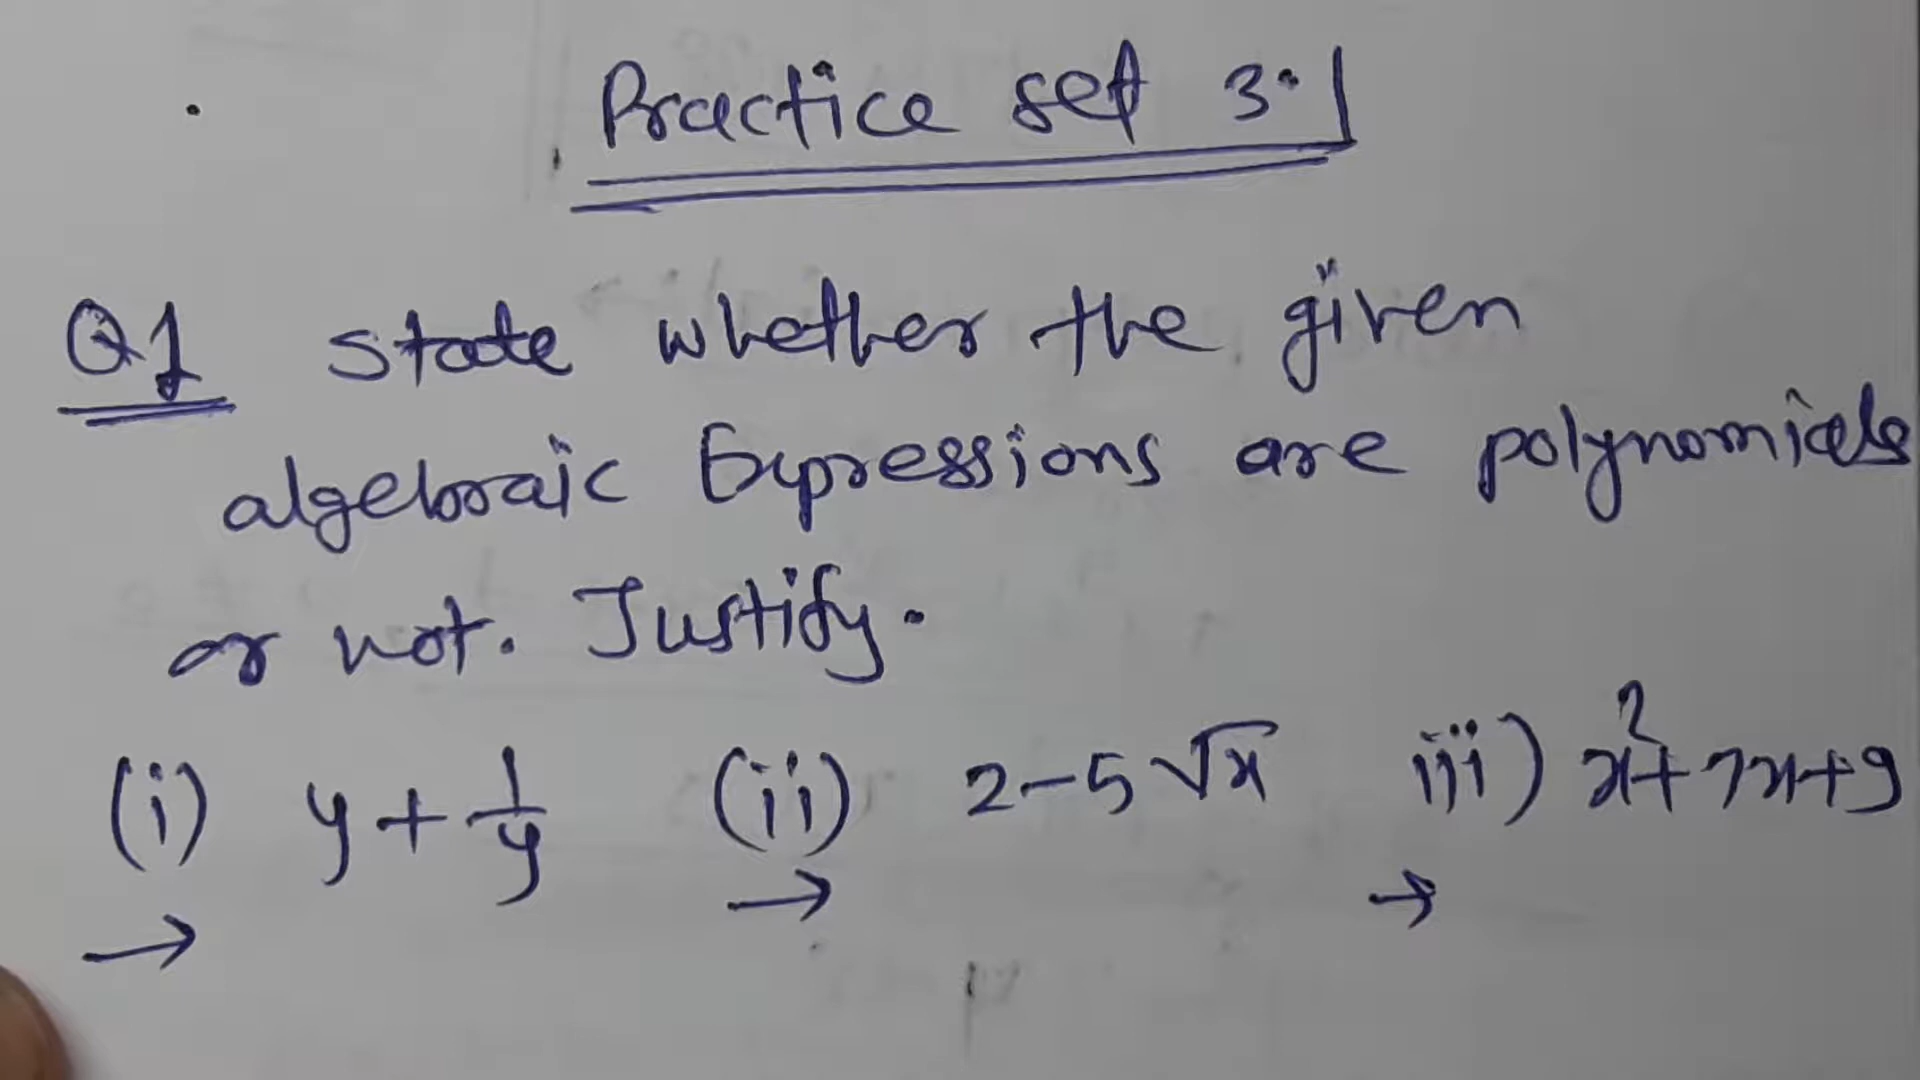 Practice set 3.1
Q1 state whether the given
algebraic Expressions are polynomials
or not. Justify.
(i) y + 1/y (ii) 2-5√x iii) x²+7x+9
→ → →